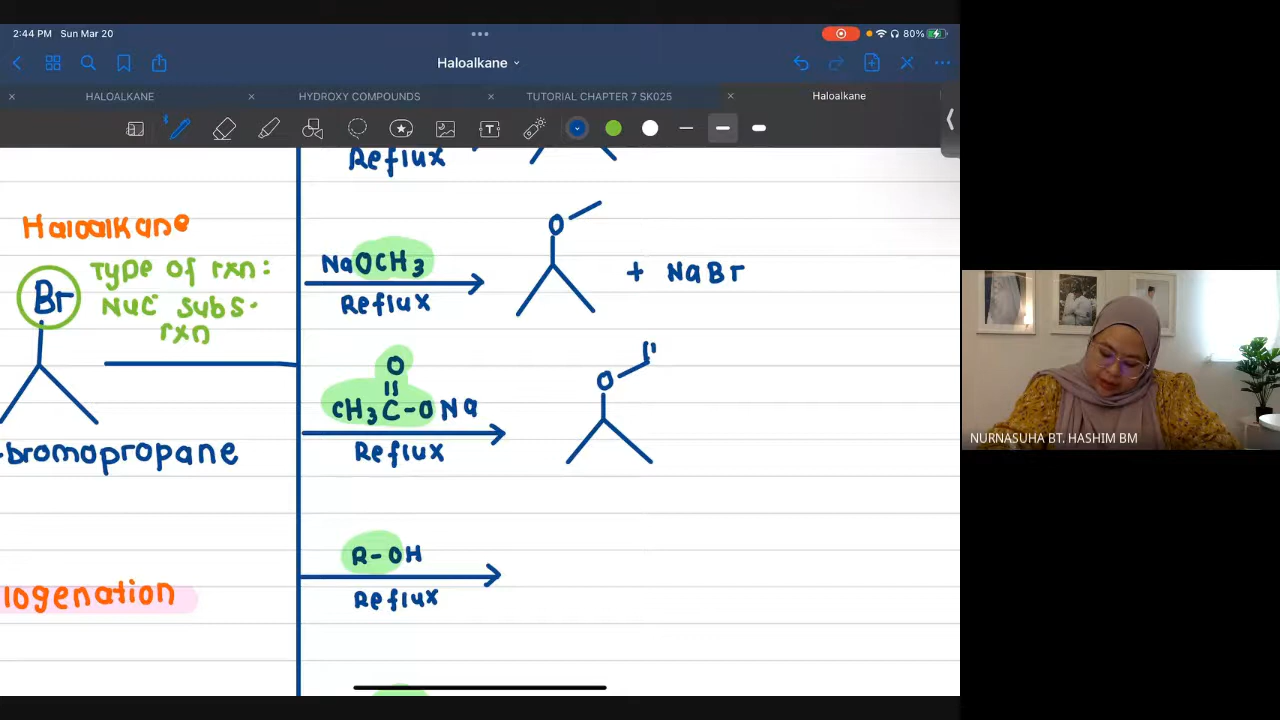 2:44 PM Sun Mar 20
80%
Haloalkane
HALOALKANE
HYDROXY COMPOUNDS
TUTORIAL CHAPTER 7 SK025
Haloalkane
Reflux
Haloalkane
Type of rxn:
Nuc subs.
rxn
Br
-bromopropane
logenation
NaOCH3
Reflux
O
+ NaBr
O
CH3C-ONa
Reflux
O
R-OH
Reflux
NURNASUHA BT. HASHIM BM